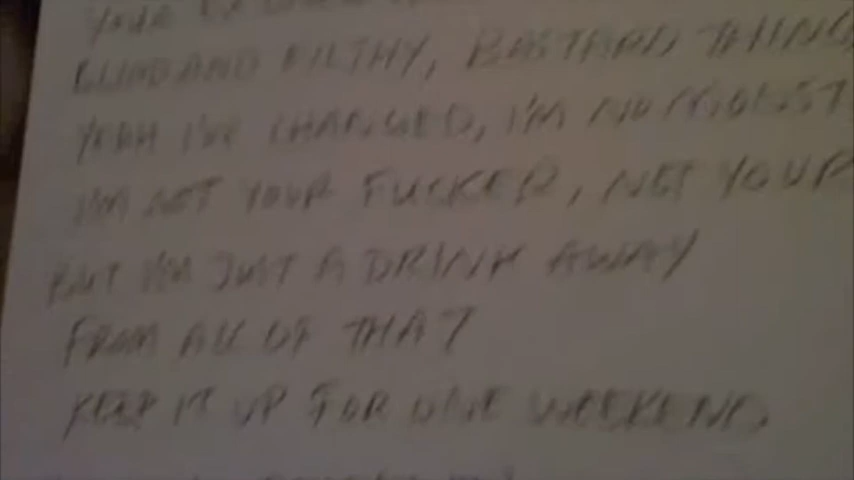 YOUR
BLIND AND FILTHY, BASTARD THING
YEAH I'VE CHANGED, I'M NO
I'M NOT YOUR FUCKER, NOT YOUR
BUT I'M JUST A DRINK AWAY
FROM ALL OF THAT
KEEP IT UP FOR ONE WEEKEND